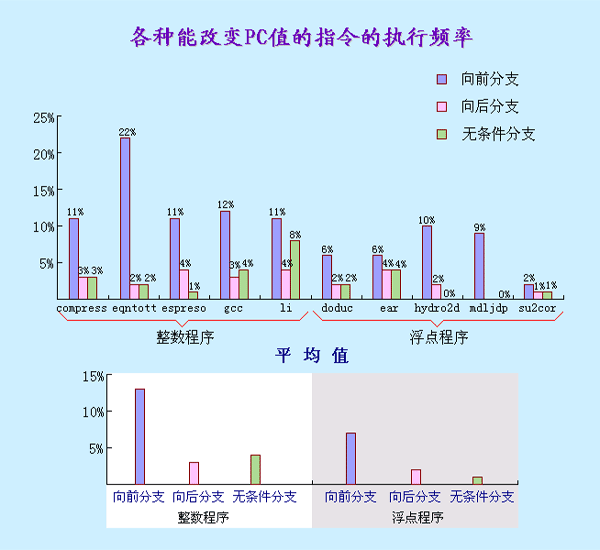 各种能改变PC值的指令的执行频率
向前分支
向后分支
无条件分支
25%
20%
15%
10%
5%
11% 3% 3% 22% 2% 2% 11% 4% 1% 12% 3% 4% 11% 4% 8% 6% 2% 2% 6% 4% 4% 10% 2% 0% 9% 0% 2% 1% 1%
compress eqntott espreso gcc li doduc ear hydro2d mdljdp su2cor
整数程序 浮点程序
平均值
15%
10%
5%
向前分支 向后分支 无条件分支 向前分支 向后分支 无条件分支
整数程序 浮点程序